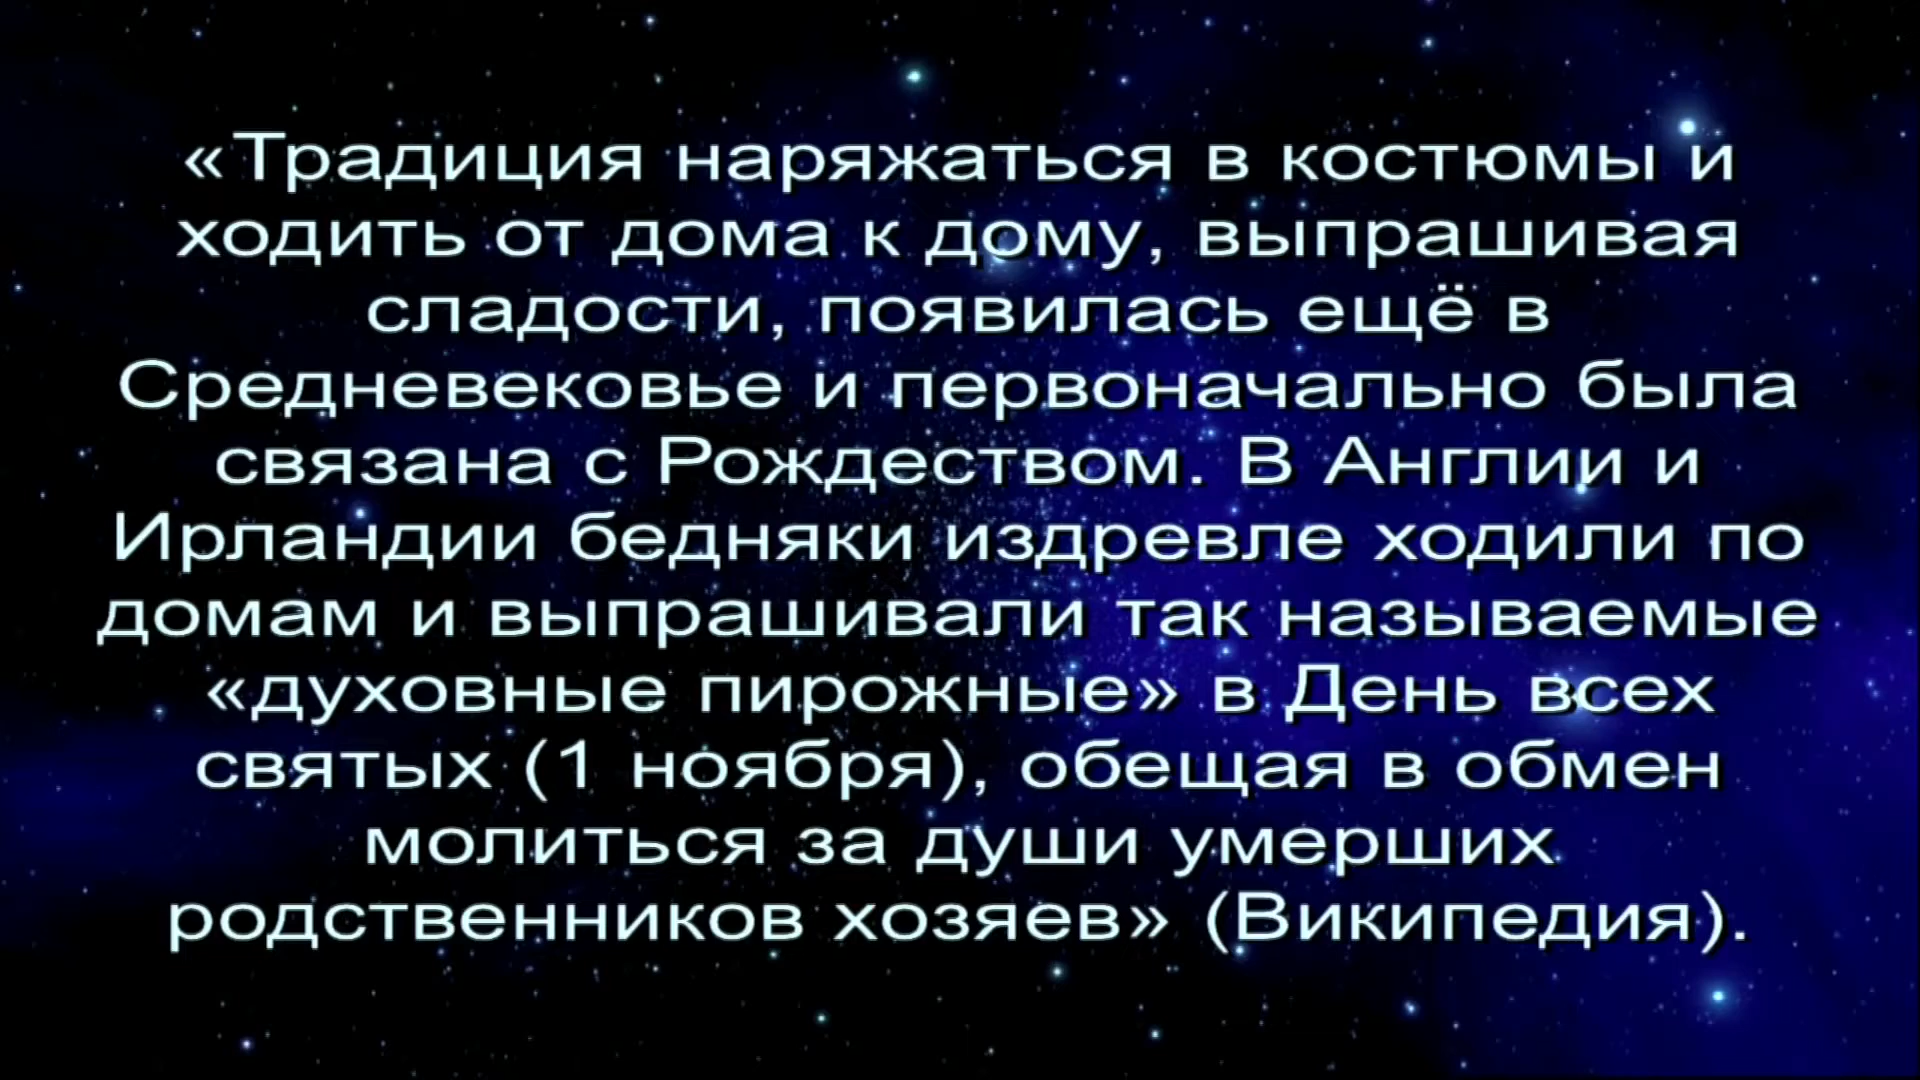 «Традиция наряжаться в костюмы и
ходить от дома к дому, выпрашивая
сладости, появилась ещё в
Средневековье и первоначально была
связана с Рождеством. В Англии и
Ирландии бедняки издревле ходили по
домам и выпрашивали так называемые
«духовные пирожные» в День всех
святых (1 ноября), обещая в обмен
молиться за души умерших
родственников хозяев» (Википедия).